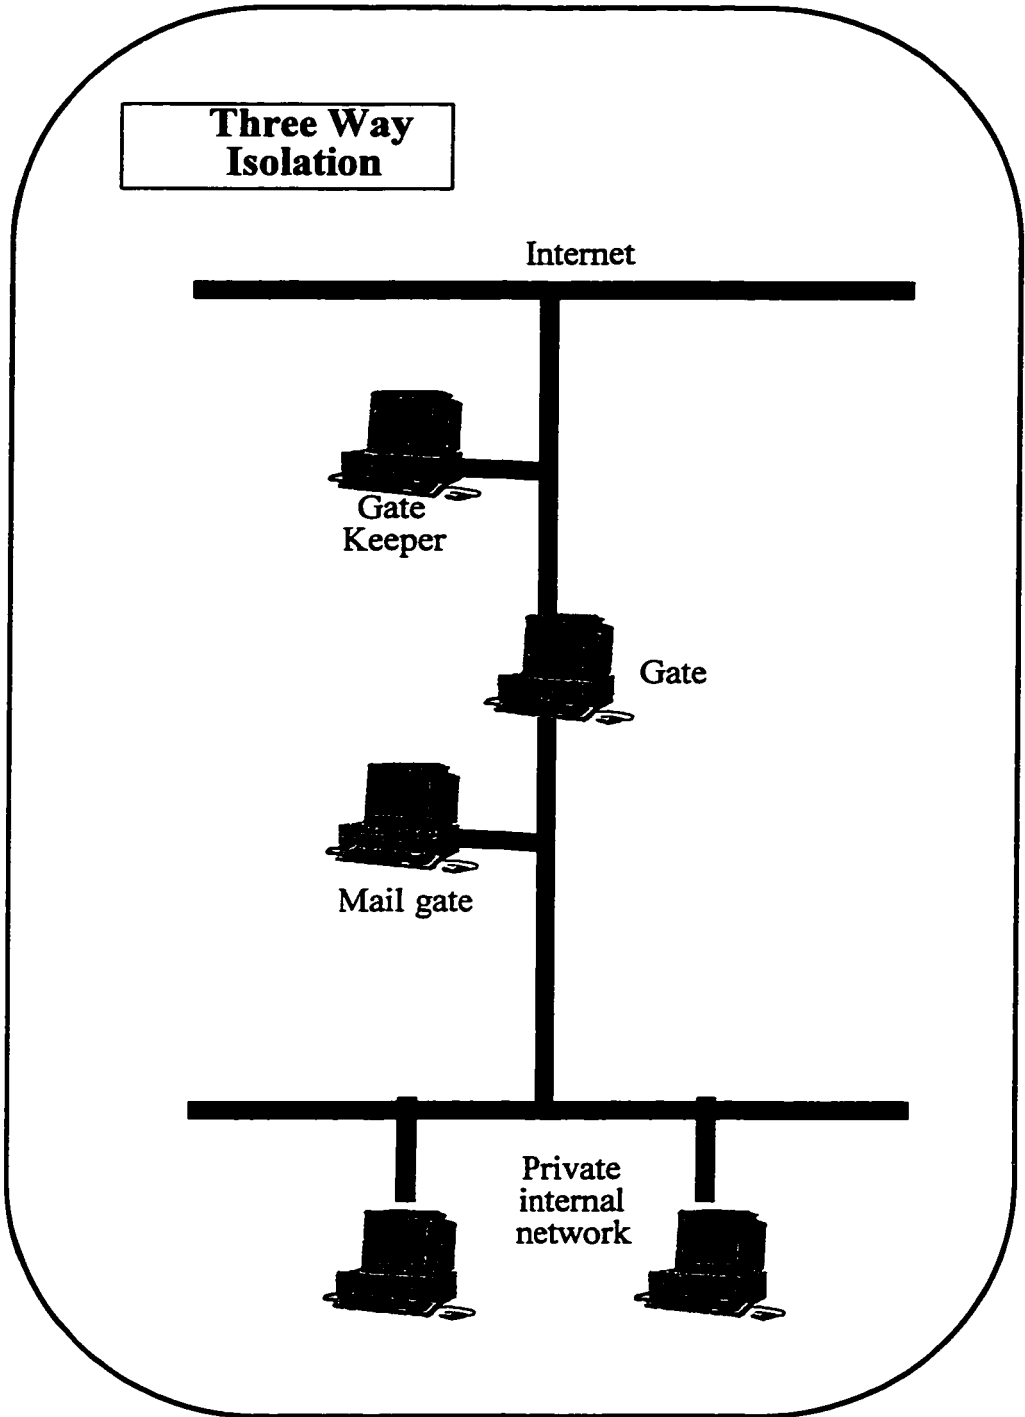 Three Way
Isolation
Internet
Gate
Keeper
Gate
Mail gate
Private
internal
network